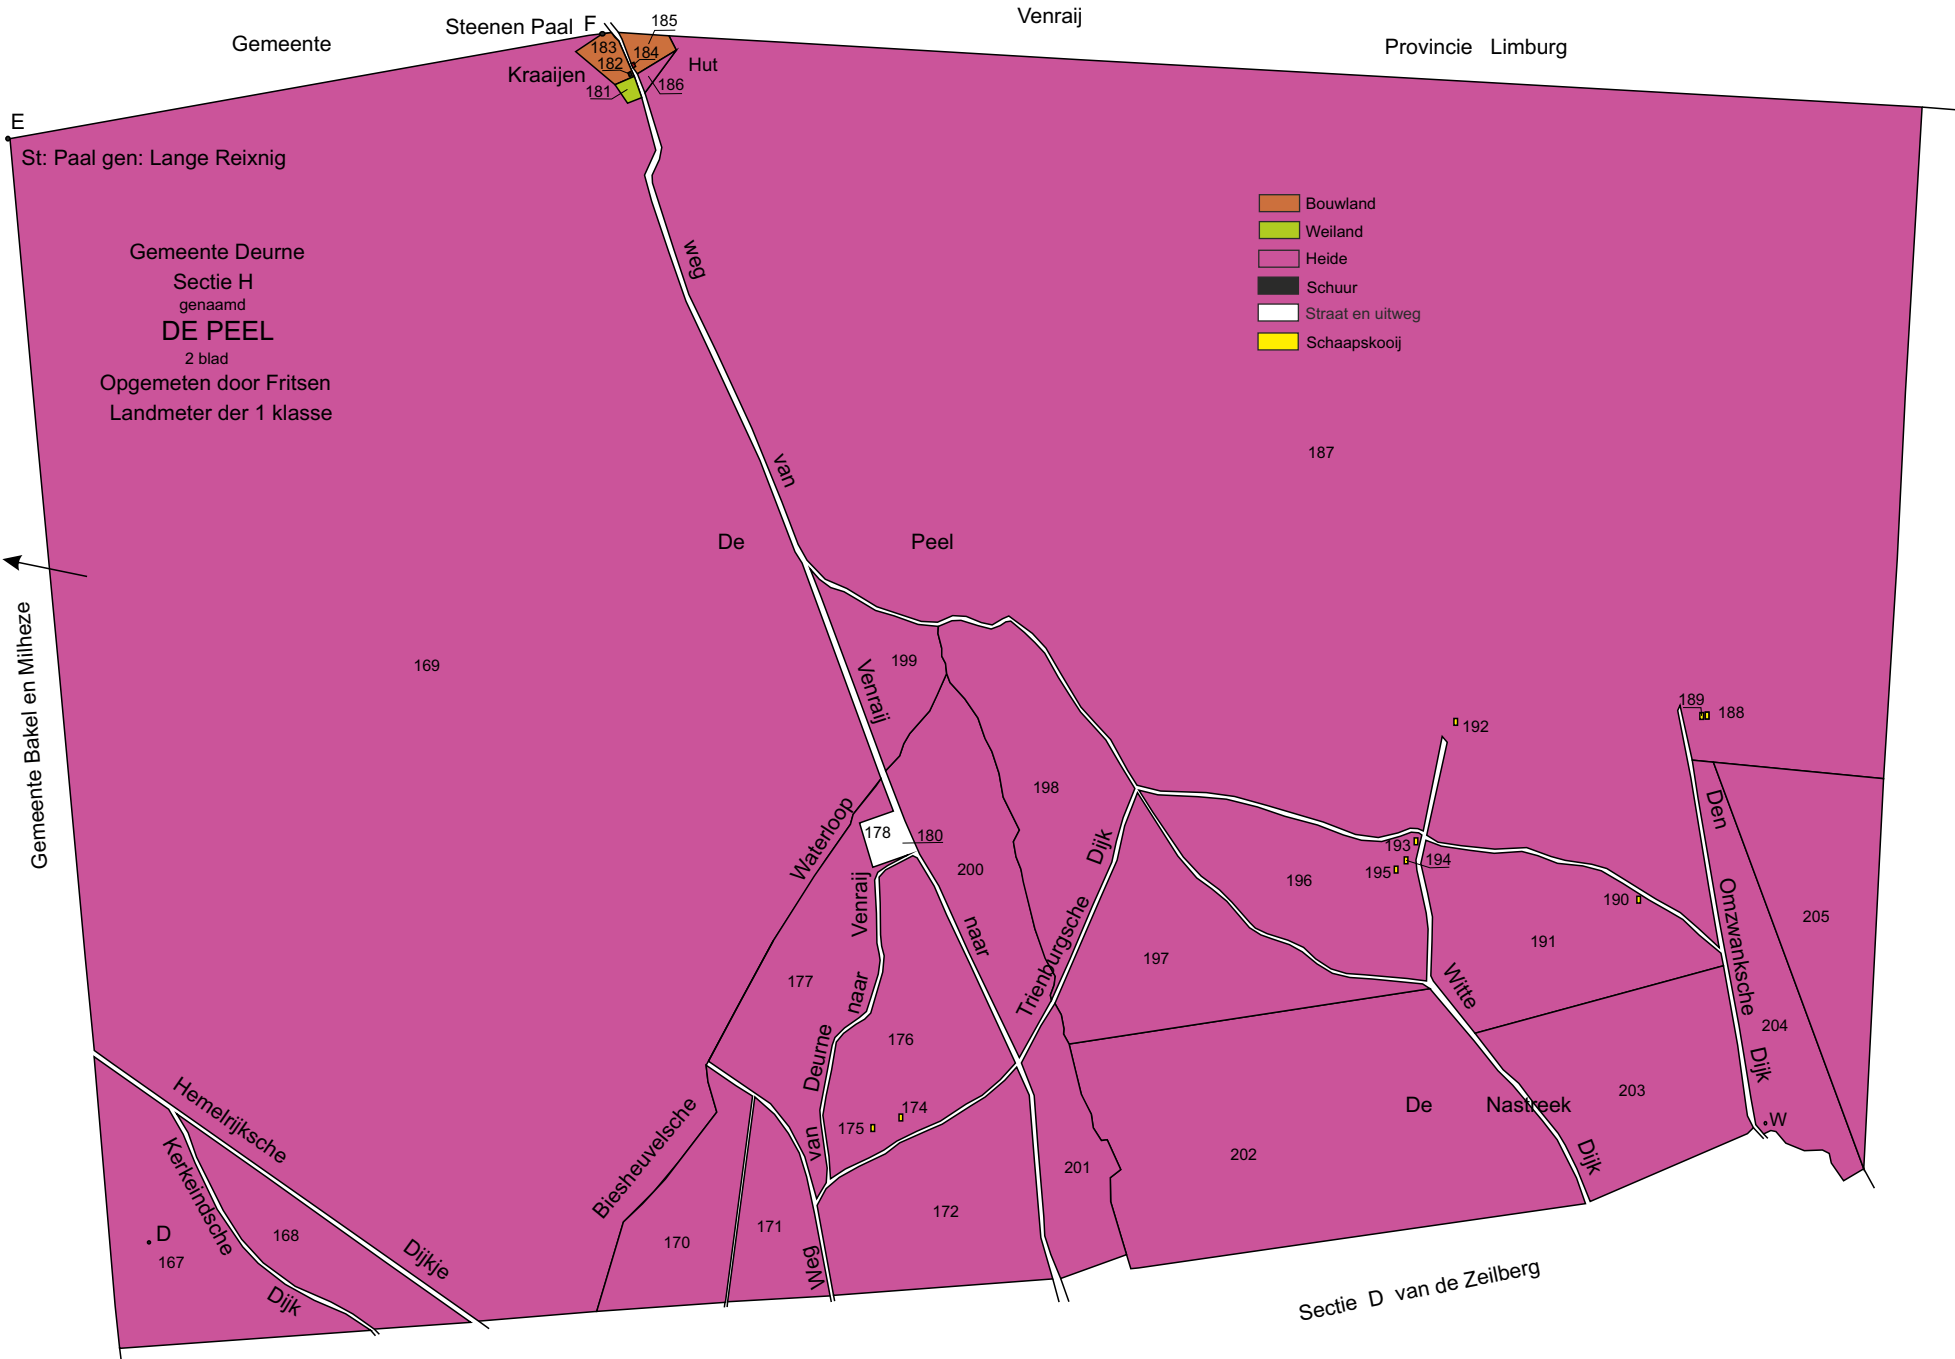 Gemeente
Steenen Paal F
185
Venraij
Provincie Limburg
183
184
182
Kraaijen
Hut
181
186
E
St: Paal gen: Lange Reixnig
Gemeente Deurne
Sectie H
genaamd
DE PEEL
2 blad
Opgemeten door Fritsen
Landmeter der 1 klasse
Bouwland
Weiland
Heide
Schuur
Straat en uitweg
Schaapskooij
weg
van
Venraij
naar
187
De Peel
169
Gemeente Bakel en Milheze
199
198
189
188
192
Waterloop
178
180
200
Trienburgsche Dijk
193
194
195
196
190
191
197
Den
Omzwanksche
Dijk
205
204
Witte
Dijk
177
176
Weg
van
Deurne
naar
Venraij
174
175
Biesheuvelsche
De Nastreek
203
W
202
201
172
171
170
Hemelrijksche
Dijkje
Kerkeindsche
Dijk
168
D
167
Sectie D van de Zeilberg